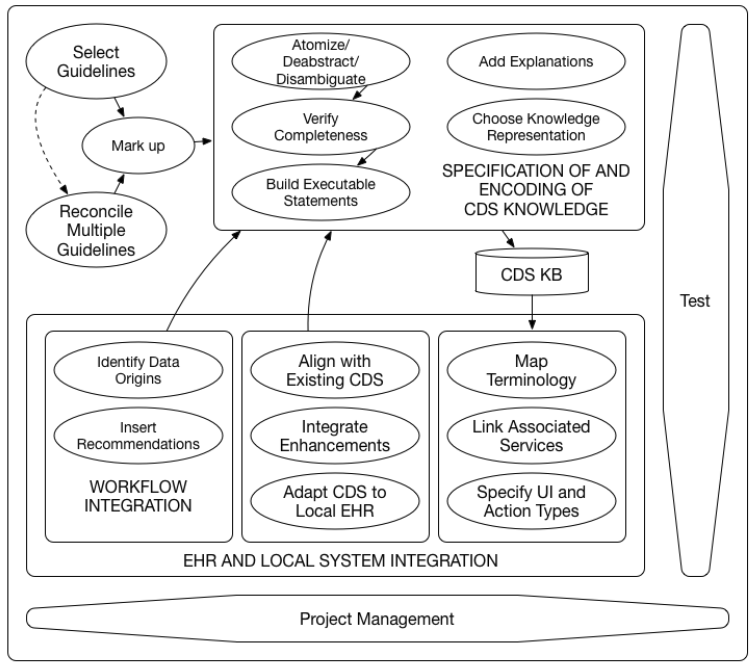 Select
Guidelines
Mark up
Reconcile
Multiple
Guidelines
Atomize/
Deabstract/
Disambiguate
Verify
Completeness
Build Executable
Statements
Add Explanations
Choose Knowledge
Representation
SPECIFICATION OF AND
ENCODING OF
CDS KNOWLEDGE
CDS KB
Test
Identify Data
Origins
Insert
Recommendations
WORKFLOW
INTEGRATION
Align with
Existing CDS
Integrate
Enhancements
Adapt CDS to
Local EHR
Map
Terminology
Link Associated
Services
Specify UI and
Action Types
EHR AND LOCAL SYSTEM INTEGRATION
Project Management